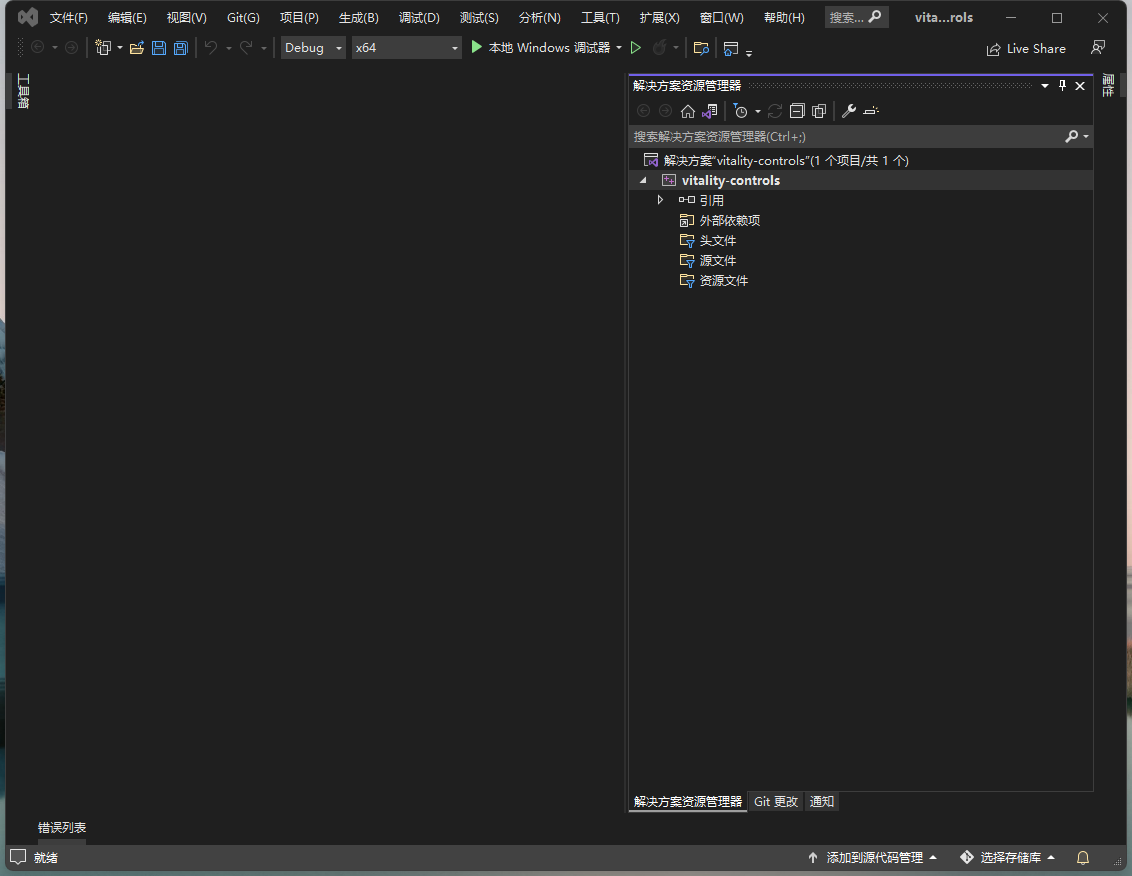 文件(F) 编辑(E) 视图(V) Git(G) 项目(P) 生成(B) 调试(D) 测试(S) 分析(N) 工具(T) 扩展(X) 窗口(W) 帮助(H) 搜索... vita...rols
Debug x64 本地 Windows 调试器 Live Share
工具箱
解决方案资源管理器
属性
搜索解决方案资源管理器(Ctrl+;)
解决方案"vitality-controls"(1 个项目/共 1 个)
vitality-controls
引用
外部依赖项
头文件
源文件
资源文件
解决方案资源管理器 Git 更改 通知
错误列表
就绪 添加到源代码管理 选择存储库